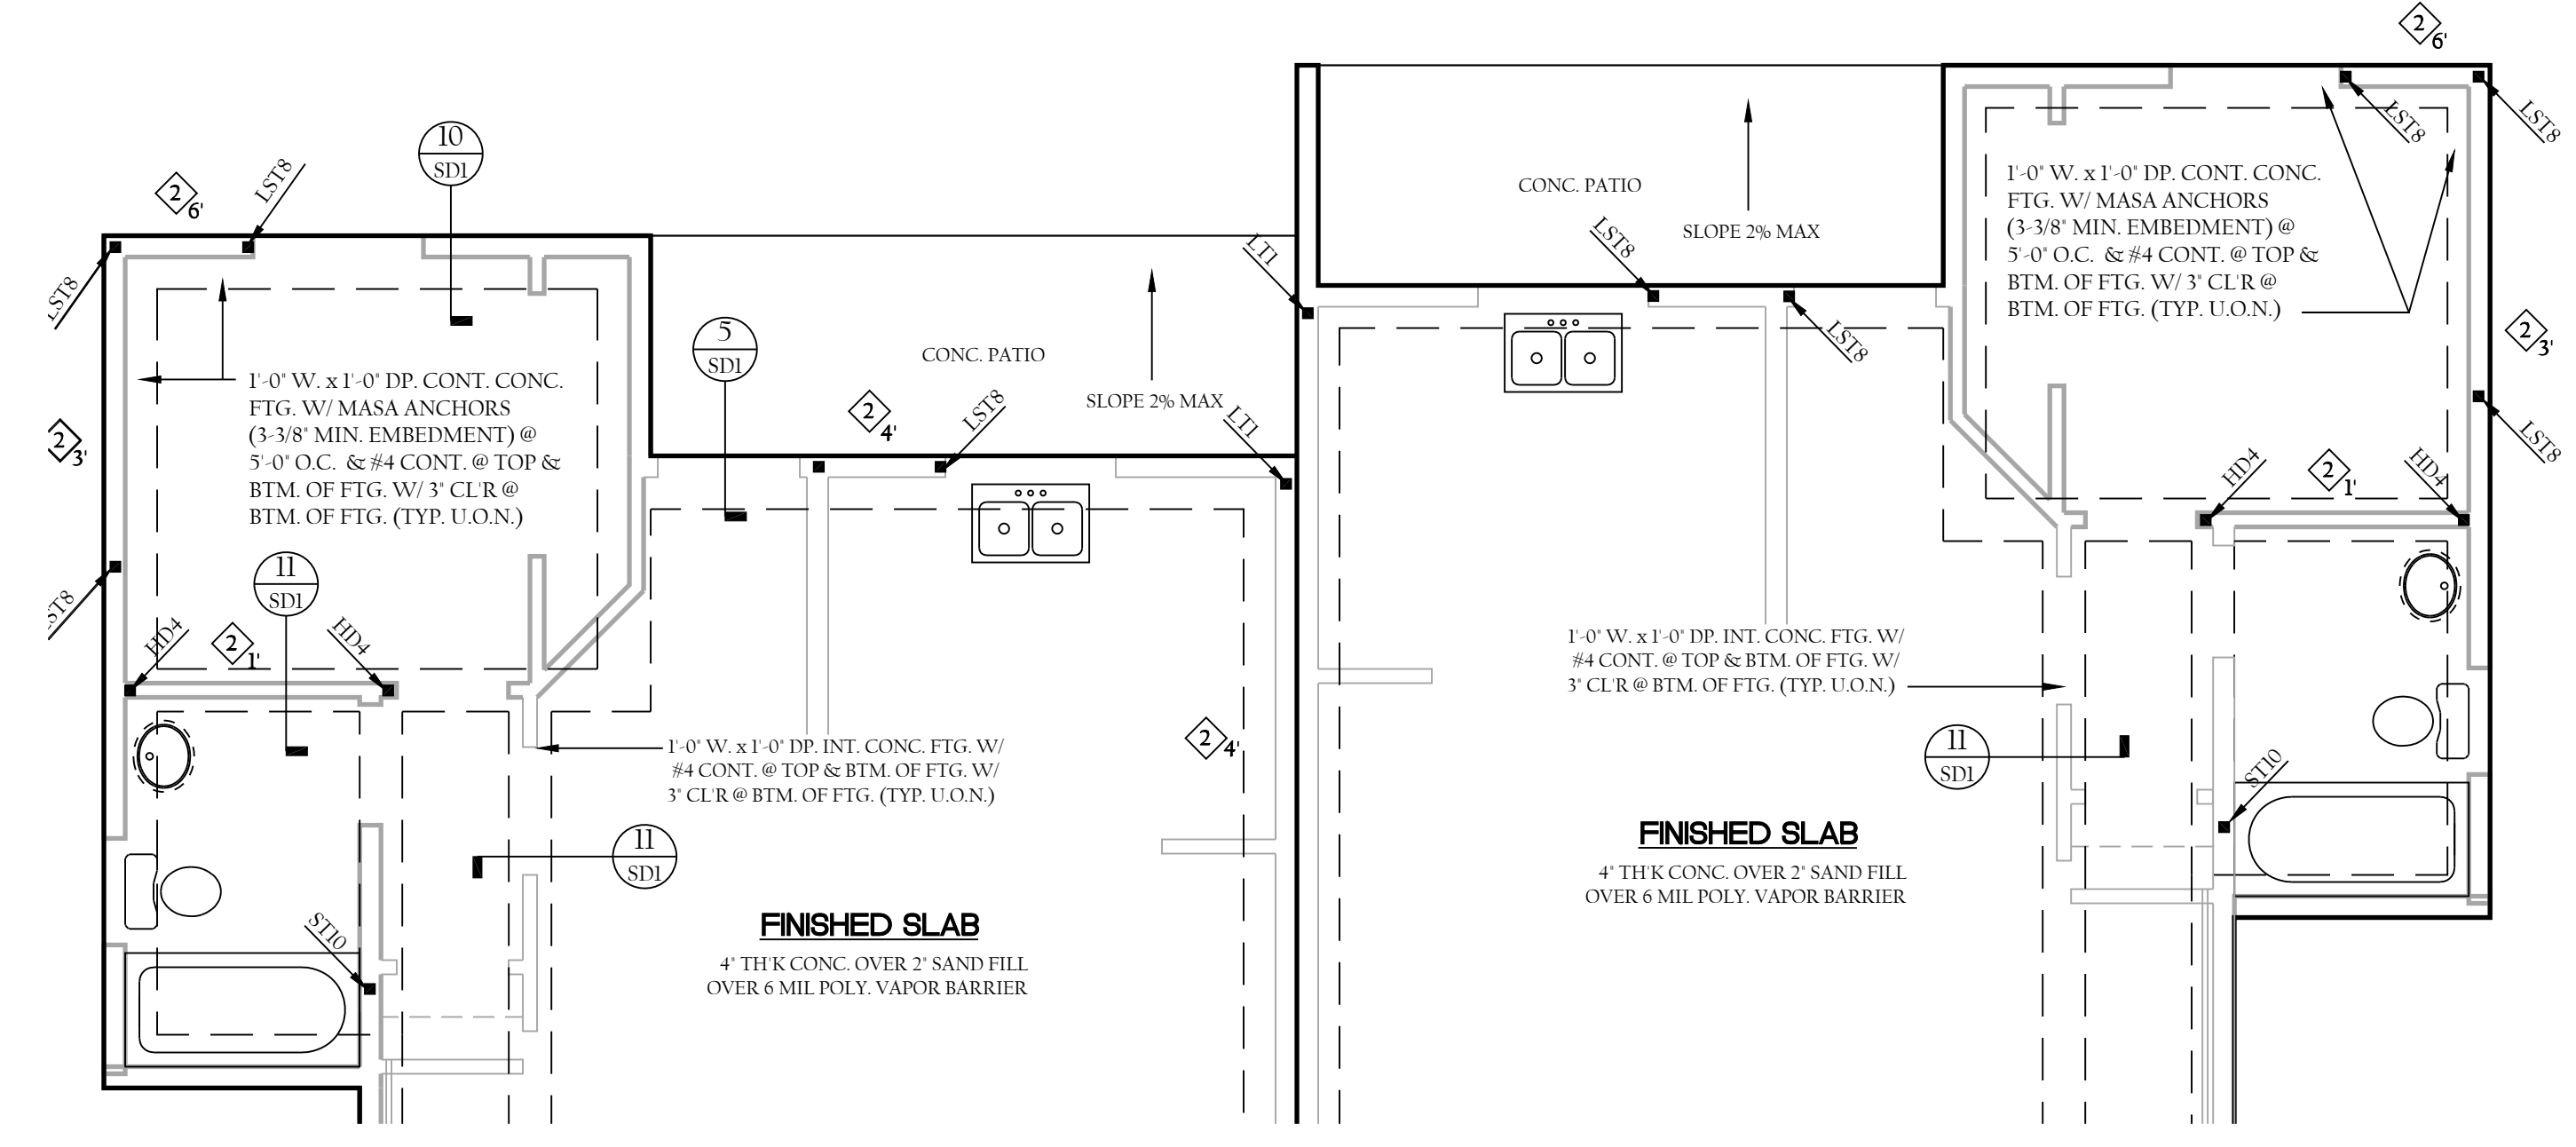 2
6'
LST8
10
SD1
LST8
2
3'
1'-0" W. x 1'-0" DP. CONT. CONC.
FTG. W/ MASA ANCHORS
(3-3/8" MIN. EMBEDMENT) @
5'-0" O.C. & #4 CONT. @ TOP &
BTM. OF FTG. W/ 3" CL'R @
BTM. OF FTG. (TYP. U.O.N.)
LST8
HD4
2
1'
HD4
11
SD1
5
SD1
CONC. PATIO
SLOPE 2% MAX
2
4'
LST8
LT1
LT1
1'-0" W. x 1'-0" DP. INT. CONC. FTG. W/
#4 CONT. @ TOP & BTM. OF FTG. W/
3" CL'R @ BTM. OF FTG. (TYP. U.O.N.)
2
4'
11
SD1
ST10
FINISHED SLAB
4" TH'K CONC. OVER 2" SAND FILL
OVER 6 MIL POLY. VAPOR BARRIER
CONC. PATIO
SLOPE 2% MAX
LST8
LST8
2
6'
LST8
LST8
1'-0" W. x 1'-0" DP. CONT. CONC.
FTG. W/ MASA ANCHORS
(3-3/8" MIN. EMBEDMENT) @
5'-0" O.C. & #4 CONT. @ TOP &
BTM. OF FTG. W/ 3" CL'R @
BTM. OF FTG. (TYP. U.O.N.)
2
3'
LST8
HD4
2
1'
HD4
1'-0" W. x 1'-0" DP. INT. CONC. FTG. W/
#4 CONT. @ TOP & BTM. OF FTG. W/
3" CL'R @ BTM. OF FTG. (TYP. U.O.N.)
11
SD1
ST10
FINISHED SLAB
4" TH'K CONC. OVER 2" SAND FILL
OVER 6 MIL POLY. VAPOR BARRIER